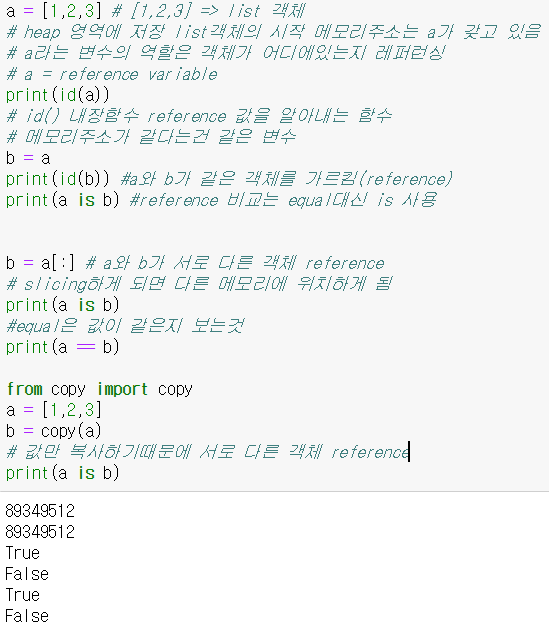 a = [1,2,3] # [1,2,3] => list 객체
# heap 영역에 저장 list객체의 시작 메모리주소는 a가 갖고 있음
# a라는 변수의 역할은 객체가 어디에있는지 레퍼런싱
# a = reference variable
print(id(a))
# id() 내장함수 reference 값을 알아내는 함수
# 메모리주소가 같다는건 같은 변수
b = a
print(id(b)) #a와 b가 같은 객체를 가르킴(reference)
print(a is b) #reference 비교는 equal대신 is 사용
b = a[:] # a와 b가 서로 다른 객체 reference
# slicing하게 되면 다른 메모리에 위치하게 됨
print(a is b)
#equal은 값이 같은지 보는것
print(a == b)
from copy import copy
a = [1,2,3]
b = copy(a)
# 값만 복사하기때문에 서로 다른 객체 reference
print(a is b)
89349512
89349512
True
False
True
False